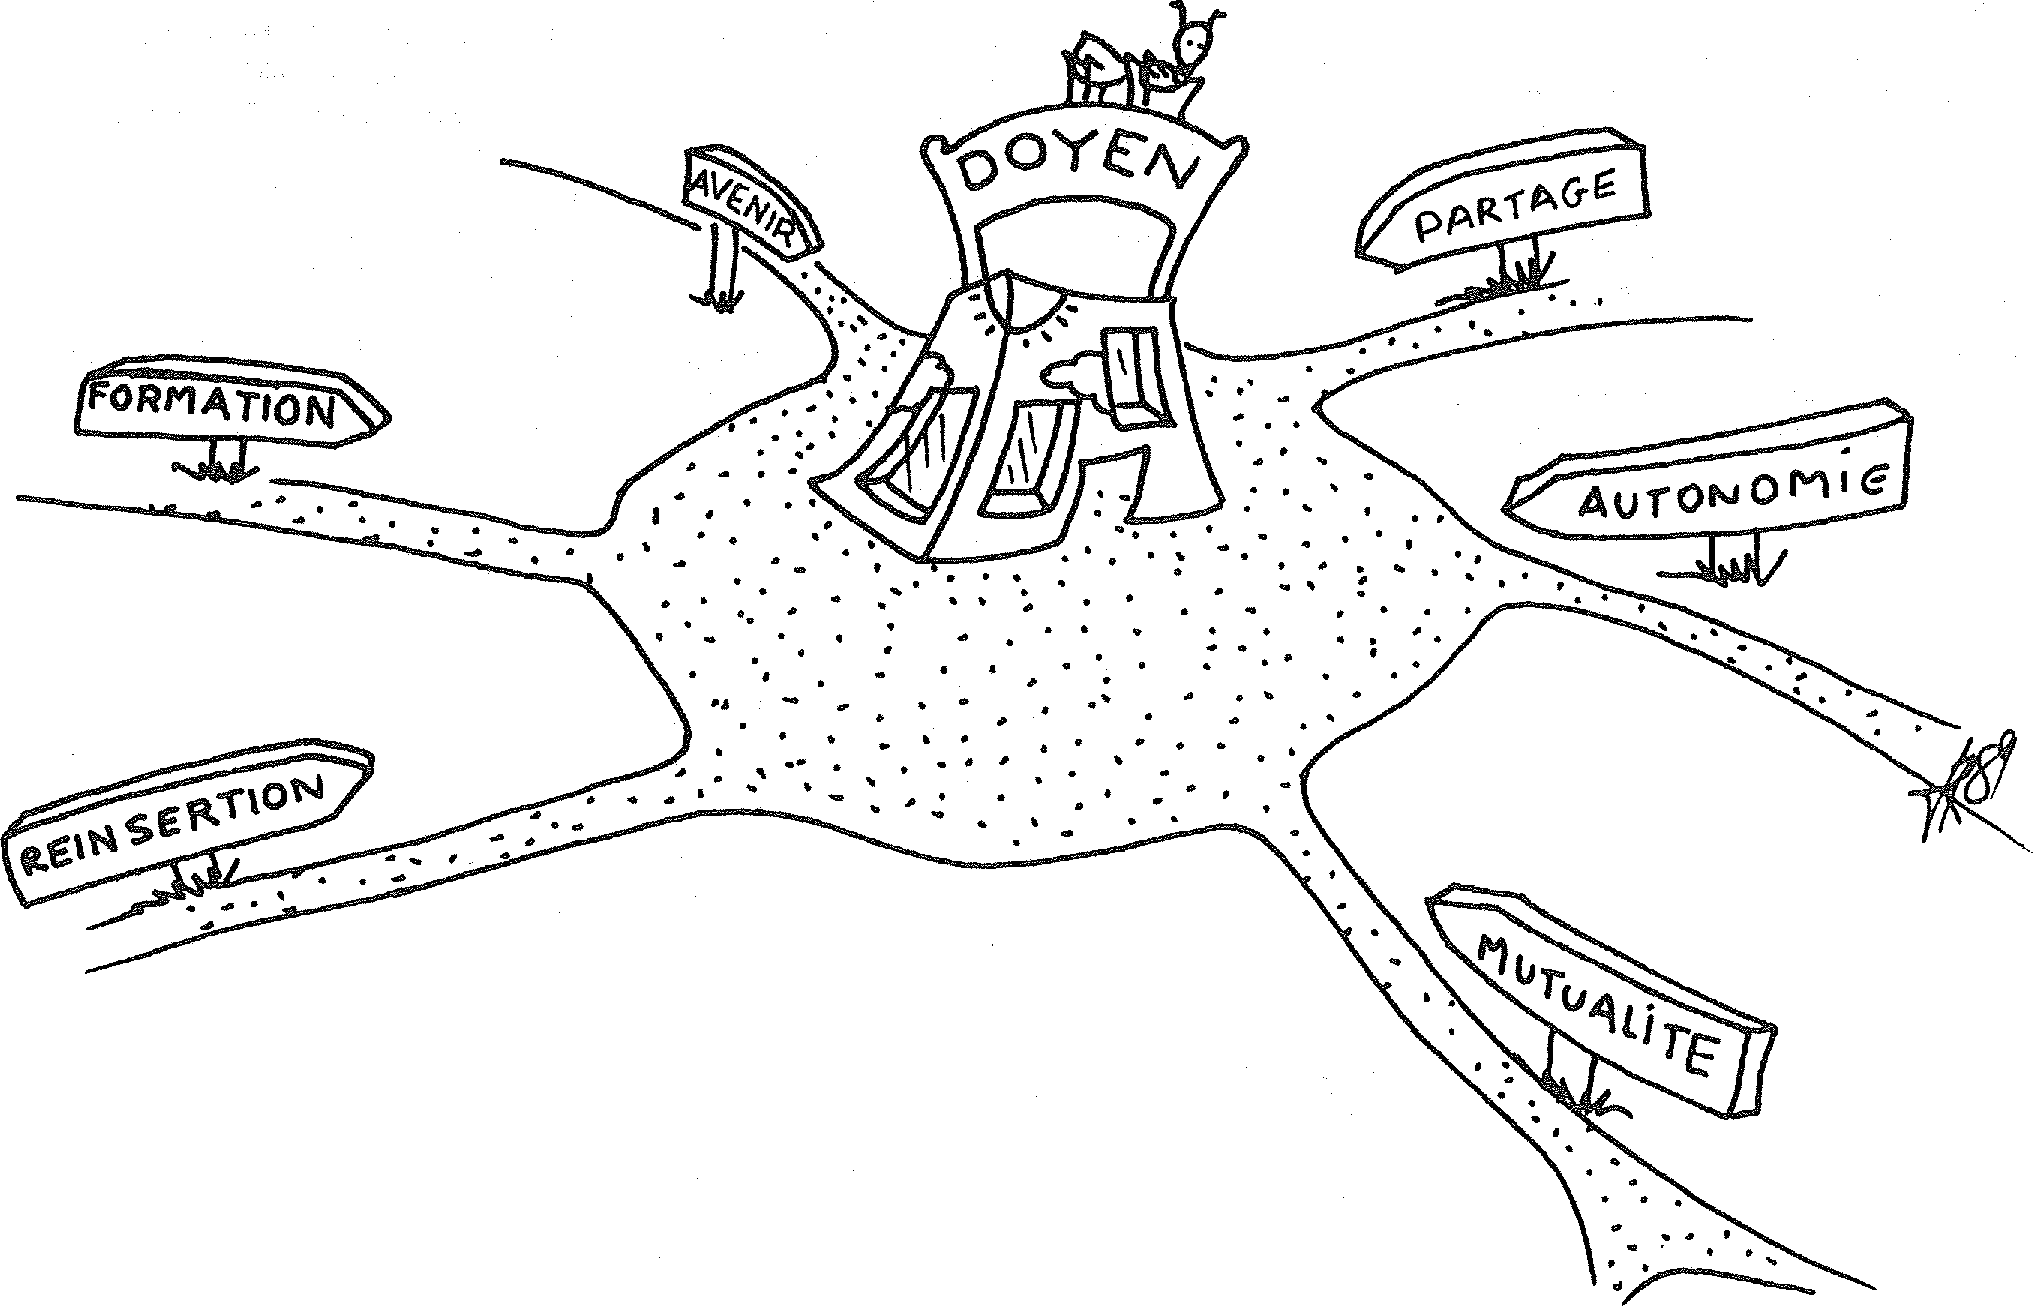 DOYEN
AVENIR
PARTAGE
FORMATION
AUTONOMIE
REINSERTION
MUTUALITE